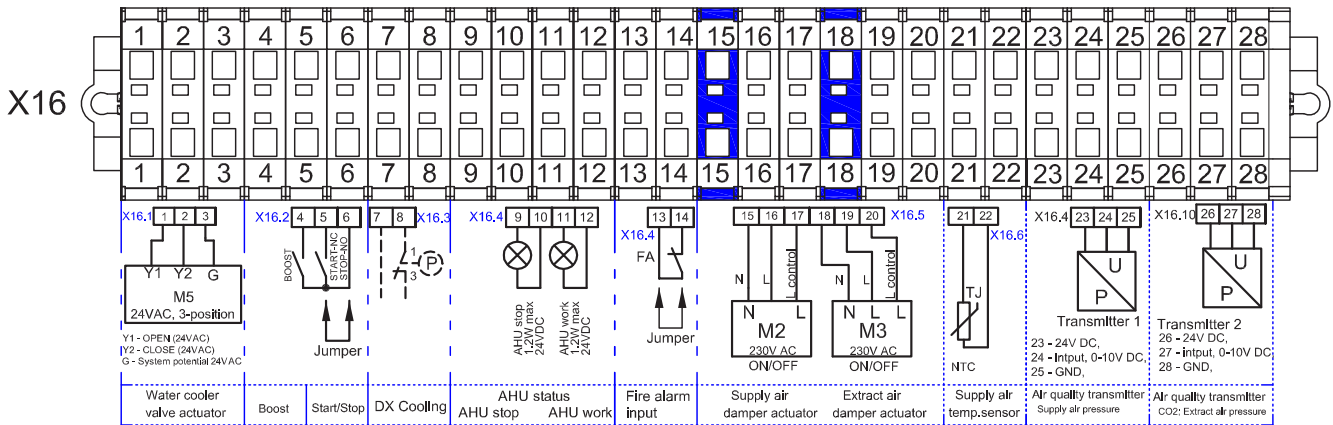 1 2 3 4 5 6 7 8 9 10 11 12 13 14 15 16 17 18 19 20 21 22 23 24 25 26 27 28
X16
1 2 3 4 5 6 7 8 9 10 11 12 13 14 15 16 17 18 19 20 21 22 23 24 25 26 27 28
X16.1 1 2 3
X16.2 4 5 6
7 8 X16.3
X16.4 9 10 11 12
13 14
X16.4
15 16 17 18 19 20 X16.5
21 22
X16.6
X16.4 23 24 25
X16.10 26 27 28
Y1 Y2 G
M5
24VAC, 3-position
Y1 - OPEN (24VAC)
Y2 - CLOSE (24VAC)
G - System potential 24VAC
BOOST
START-NC
STOP-NO
Jumper
1
P
3
AHU stop
1.2W max
24VDC
AHU work
1.2W max
24VDC
FA
Jumper
N L L control
N L
M2
230V AC
ON/OFF
N L L control
N L L
M3
230V AC
ON/OFF
TJ
NTC
U
P
Transmitter 1
23 - 24V DC,
24 - Intput, 0-10V DC,
25 - GND,
U
P
Transmitter 2
26 - 24V DC,
27 - intput, 0-10V DC
28 - GND,
Water cooler
valve actuator
Boost
Start/Stop
DX Cooling
AHU status
AHU stop AHU work
Fire alarm
input
Supply air
damper actuator
Extract air
damper actuator
Supply air
temp.sensor
Air quality transmitter
Supply air pressure
Air quality transmitter
CO2; Extract air pressure